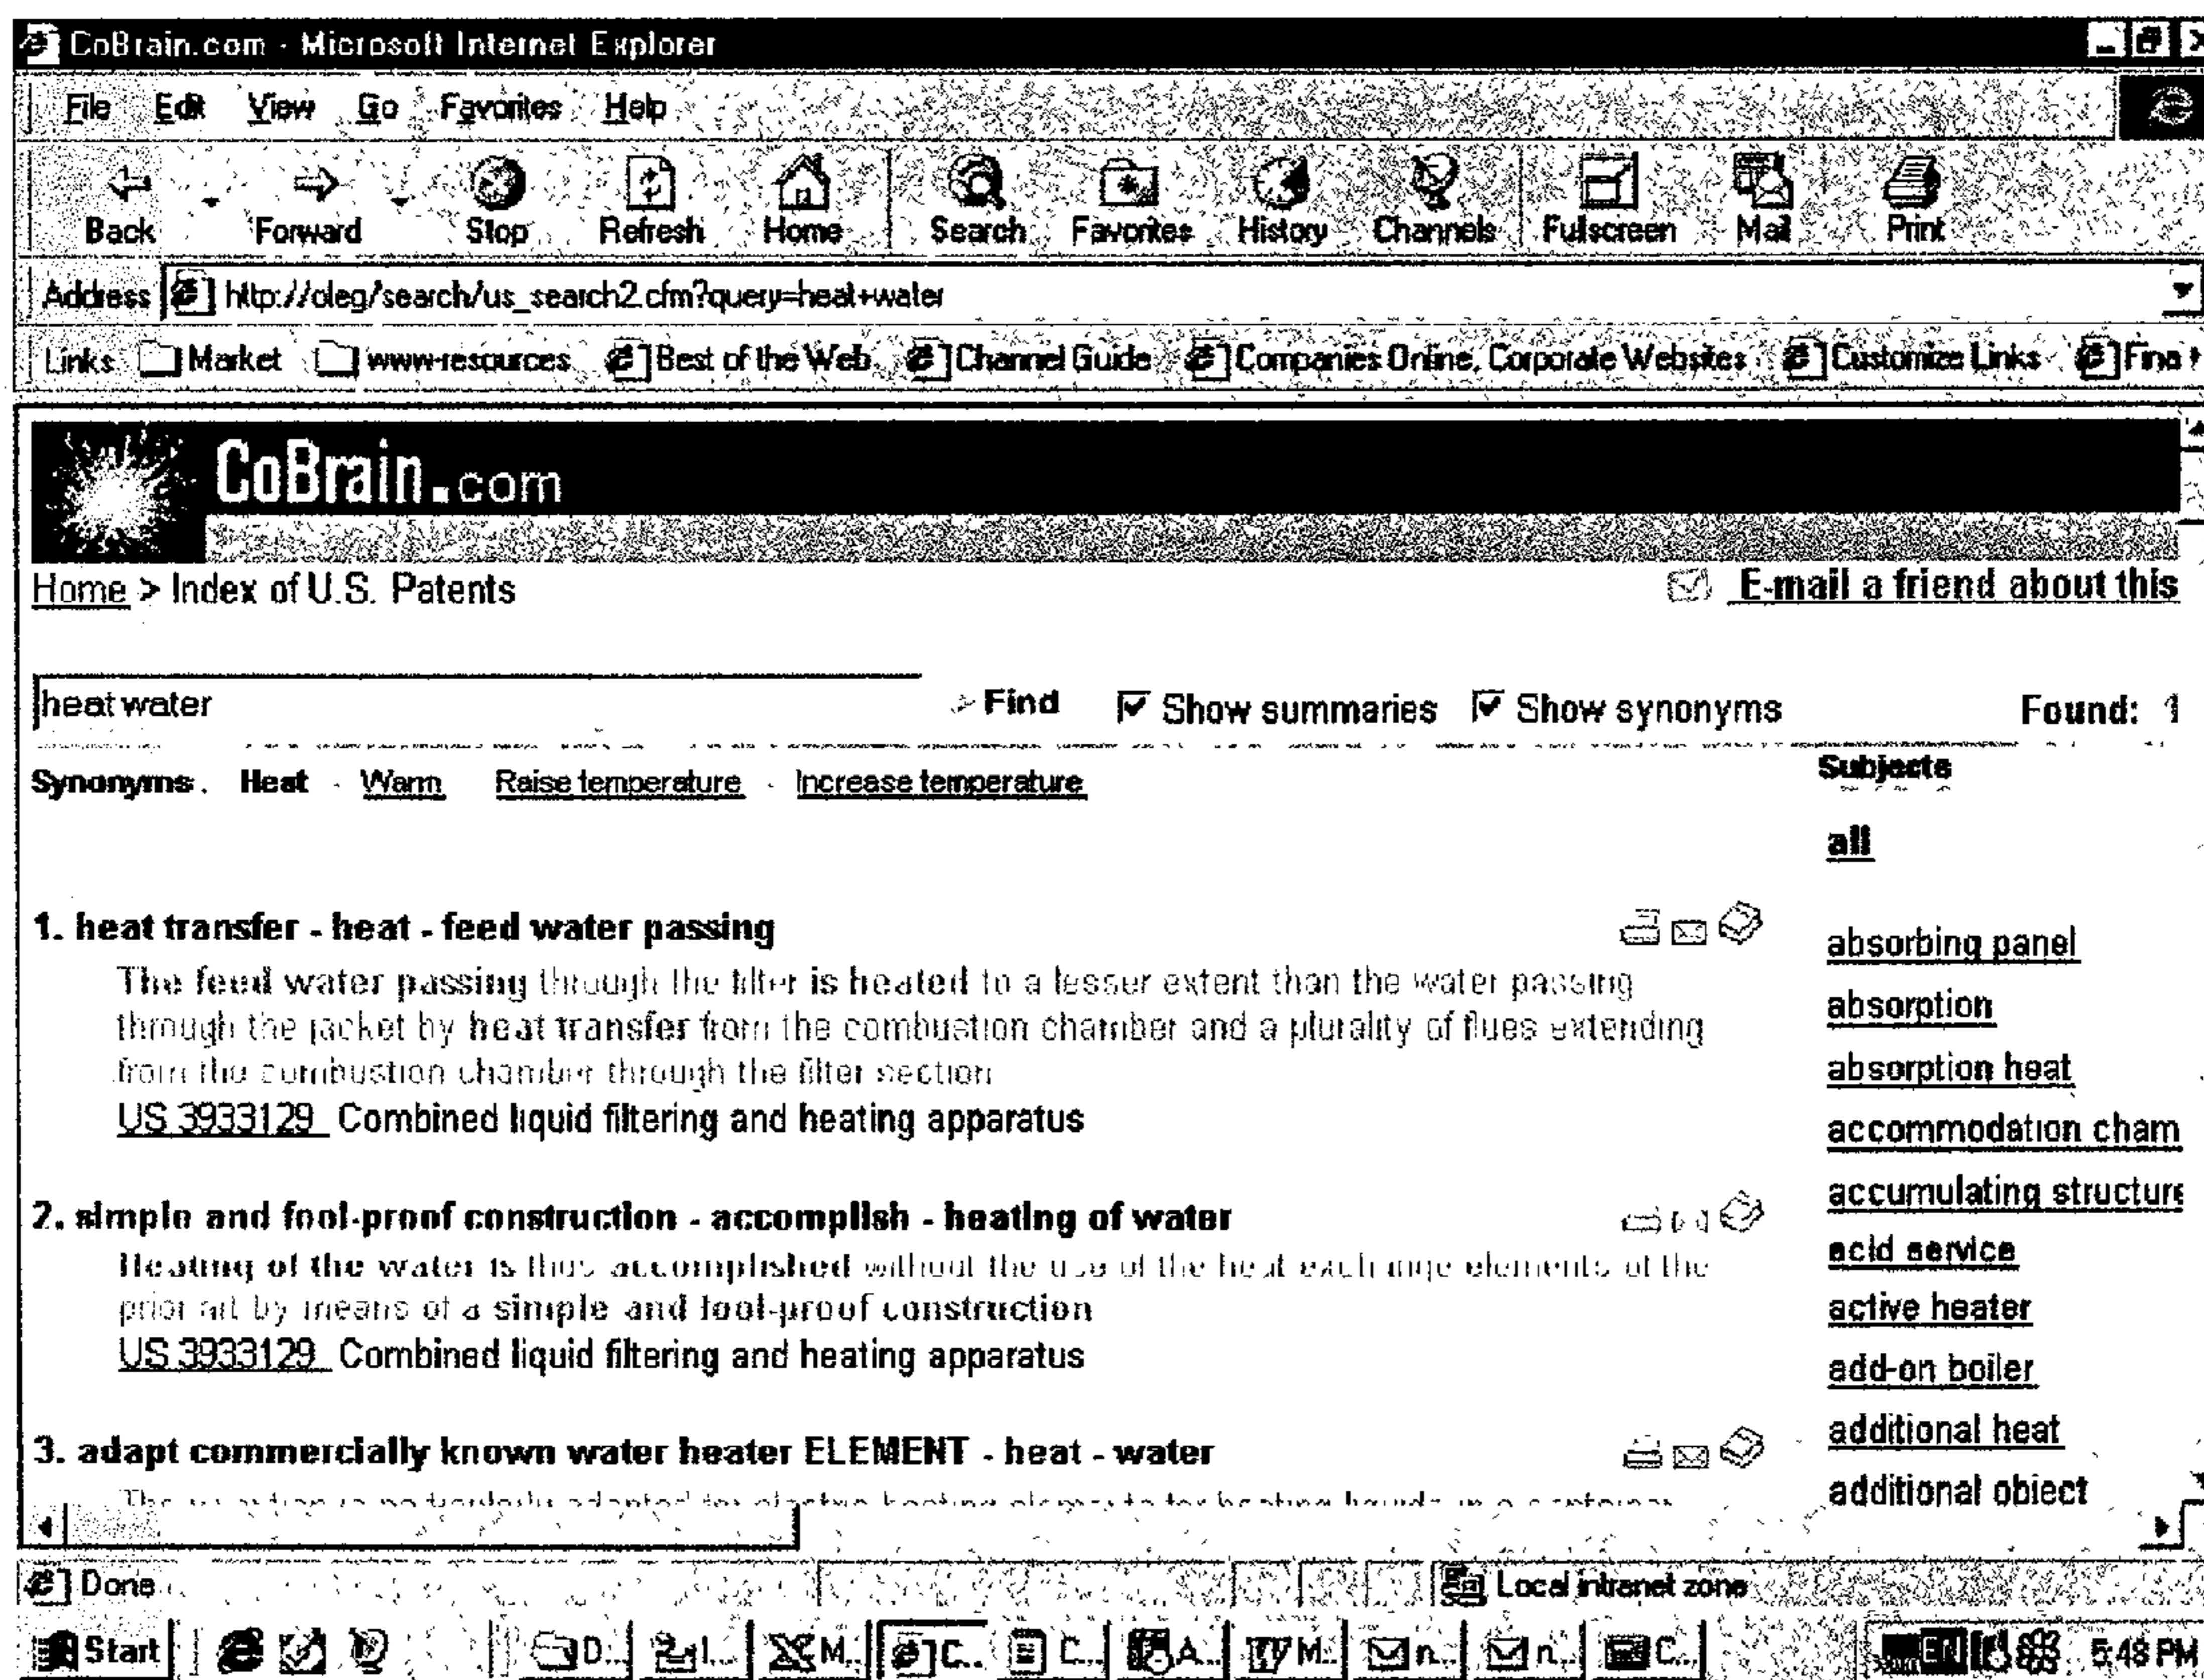 CoBrain.com - Microsoft Internet Explorer
File Edit View Go Favorites Help
Back Forward Stop Refresh Home Search Favorites History Channels Fullscreen Mail Print
Address http://oleg/search/us_search2.cfm?query=heat+water
Links Market www-resources Best of the Web Channel Guide Companies Online, Corporate Websites Customize Links
CoBrain.com
Home > Index of U.S. Patents E-mail a friend about this
heat water Find Show summaries Show synonyms Found: 1
Synonyms. Heat - Warm Raise temperature - Increase temperature
Subjects
all
1. heat transfer - heat - feed water passing
The feed water passing through the filter is heated to a lesser extent than the water passing
through the jacket by heat transfer from the combustion chamber and a plurality of flues extending
from the combustion chamber through the filter section
US 3933129 Combined liquid filtering and heating apparatus
2. simple and fool-proof construction - accomplish - heating of water
Heating of the water is thus accomplished without the use of the heat exchange elements of the
prior art by means of a simple and fool-proof construction
US 3933129 Combined liquid filtering and heating apparatus
3. adapt commercially known water heater ELEMENT - heat - water
absorbing panel
absorption
absorption heat
accommodation cham
accumulating structure
acid service
active heater
add-on boiler
additional heat
additional object
Done Local intranet zone
Start D... I... M... C... C... A... M... n... n... C... En 5:48 PM